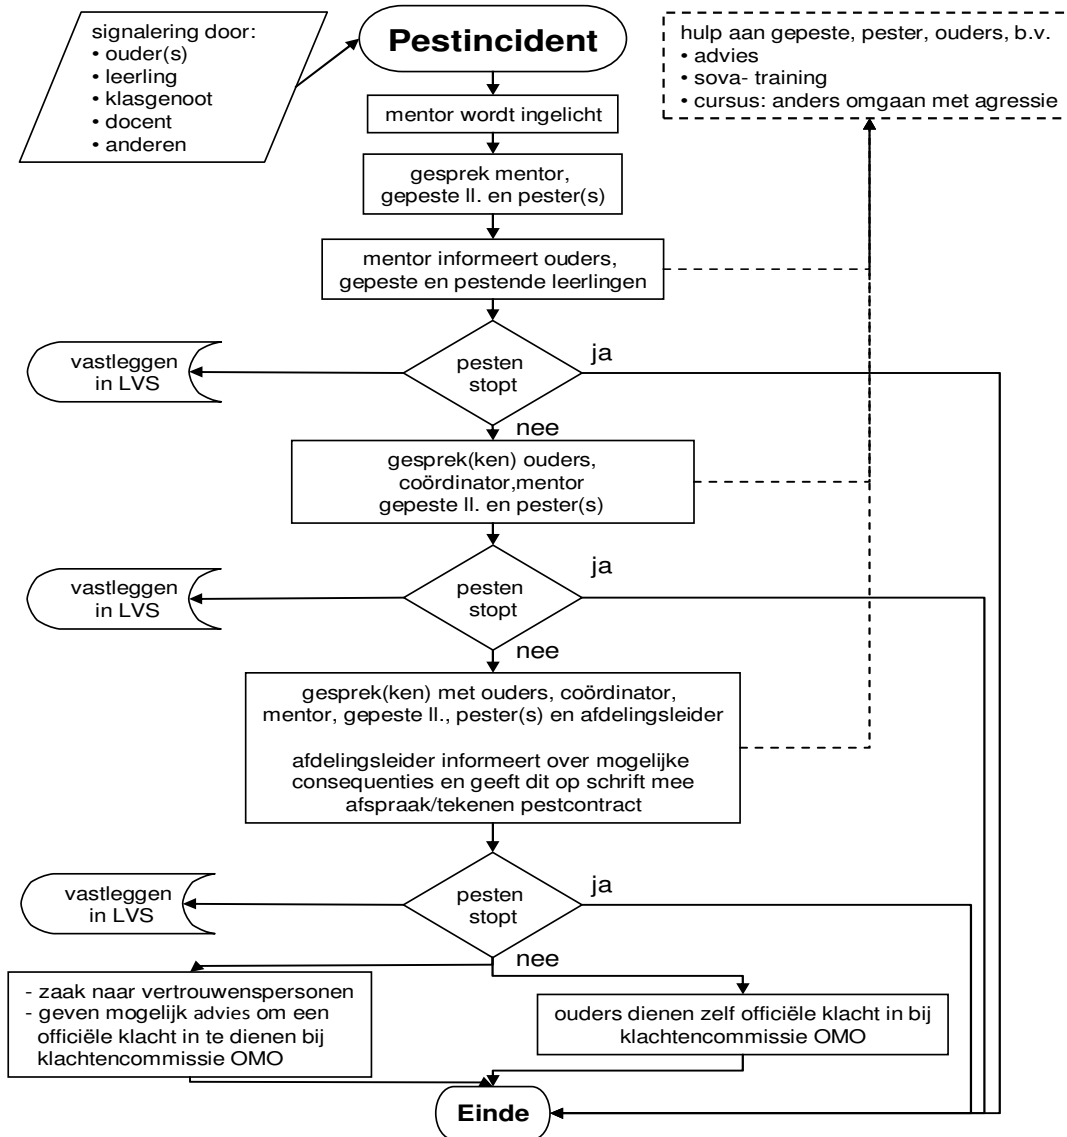 signalering door:
• ouder(s)
• leerling
• klasgenoot
• docent
• anderen
Pestincident
hulp aan gepeste, pester, ouders, b.v.
• advies
• sova- training
• cursus: anders omgaan met agressie
mentor wordt ingelicht
gesprek mentor,
gepeste ll. en pester(s)
mentor informeert ouders,
gepeste en pestende leerlingen
vastleggen
in LVS
pesten
stopt
ja
nee
gesprek(ken) ouders,
coördinator,mentor
gepeste ll. en pester(s)
vastleggen
in LVS
pesten
stopt
ja
nee
gesprek(ken) met ouders, coördinator,
mentor, gepeste ll., pester(s) en afdelingsleider
afdelingsleider informeert over mogelijke
consequenties en geeft dit op schrift mee
afspraak/tekenen pestcontract
vastleggen
in LVS
pesten
stopt
ja
nee
- zaak naar vertrouwenspersonen
- geven mogelijk advies om een
officiële klacht in te dienen bij
klachtencommissie OMO
ouders dienen zelf officiële klacht in bij
klachtencommissie OMO
Einde